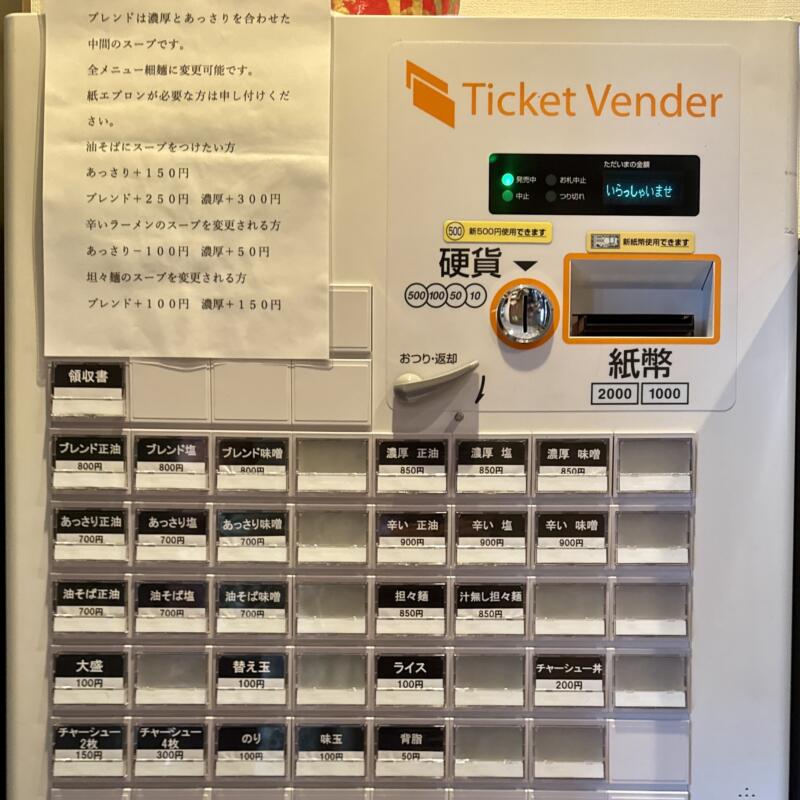 ブレンドは濃厚とあっさりを合わせた
中間のスープです。
全メニュー細麺に変更可能です。
紙エプロンが必要な方は申し付けくだ
さい。
油そばにスープをつけたい方
あっさり＋１５０円
ブレンド＋２５０円 濃厚＋３００円
辛いラーメンのスープを変更される方
あっさり－１００円 濃厚＋５０円
坦々麺のスープを変更される方
ブレンド＋１００円 濃厚＋１５０円
Ticket Vender
ただいまの金額
発売中 お札中止
中止 つり切れ
いらっしゃいませ
500 新500円使用できます
新紙幣使用できます
硬貨
500 100 50 10
おつり・返却
紙幣
2000 1000
領収書
ブレンド正油 ブレンド塩 ブレンド味噌 濃厚 正油 濃厚 塩 濃厚 味噌
800円 800円 800円 850円 850円 850円
あっさり正油 あっさり塩 あっさり味噌 辛い 正油 辛い 塩 辛い 味噌
700円 700円 700円 900円 900円 900円
油そば正油 油そば塩 油そば味噌 担々麺 汁無し担々麺
700円 700円 700円 850円 850円
大盛 替え玉 ライス チャーシュー丼
100円 100円 100円 200円
チャーシュー2枚 チャーシュー4枚 のり 味玉 背脂
150円 300円 100円 100円 50円